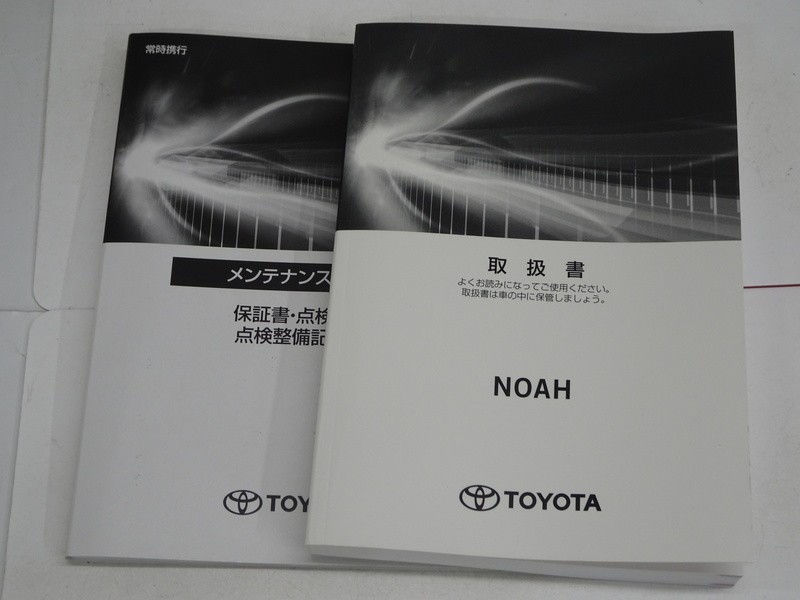 常時携行
メンテナンス
保証書・点検
点検整備記
TOY
取扱書
よくお読みになってご使用ください。
取扱書は車の中に保管しましょう。
NOAH
TOYOTA